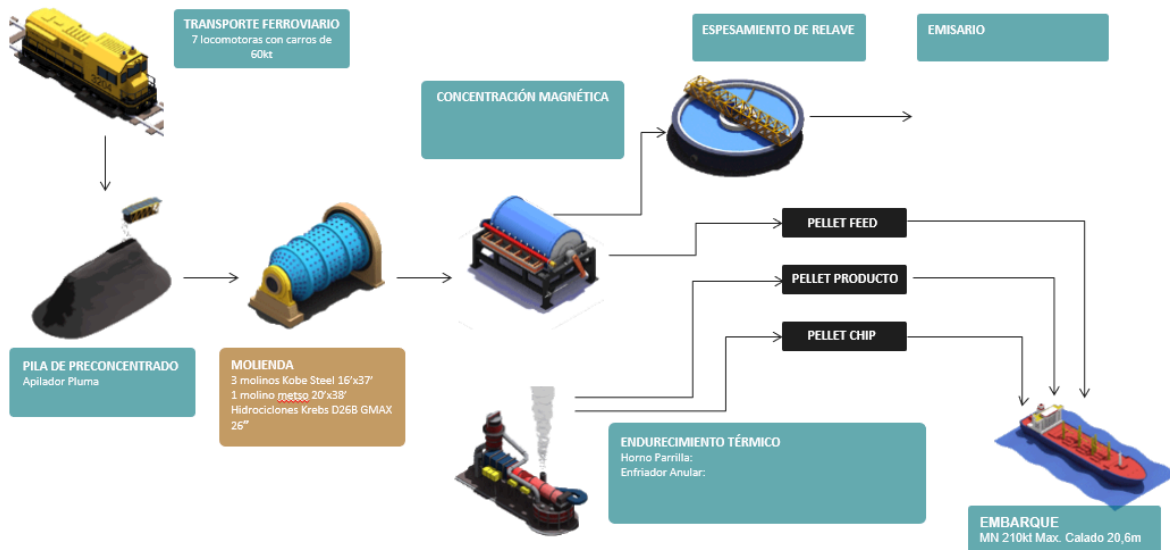 TRANSPORTE FERROVIARIO
7 locomotoras con carros de
60kt
ESPESAMIENTO DE RELAVE
EMISARIO
CONCENTRACIÓN MAGNÉTICA
PELLET FEED
PELLET PRODUCTO
PELLET CHIP
PILA DE PRECONCENTRADO
Apilador Pluma
MOLIENDA
3 molinos Kobe Steel 16'x37'
1 molino metso 20'x38'
Hidrociclones Krebs D26B GMAX
26"
ENDURECIMIENTO TÉRMICO
Horno Parrilla:
Enfriador Anular:
EMBARQUE
MN 210kt Max. Calado 20,6m